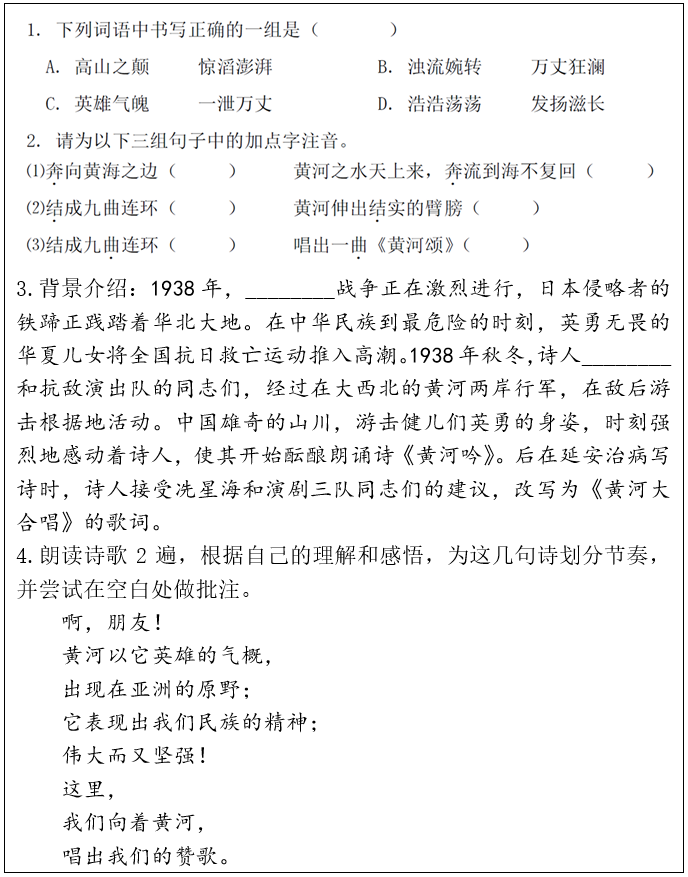 1. 下列词语中书写正确的一组是（ ）
A. 高山之颠 惊滔澎湃 B. 浊流婉转 万丈狂澜
C. 英雄气魄 一泄万丈 D. 浩浩荡荡 发扬滋长
2. 请为以下三组句子中的加点字注音。
⑴奔向黄海之边（ ） 黄河之水天上来，奔流到海不复回（ ）
⑵结成九曲连环（ ） 黄河伸出结实的臂膀（ ）
⑶结成九曲连环（ ） 唱出一曲《黄河颂》（ ）
3.背景介绍：1938 年，________战争正在激烈进行，日本侵略者的
铁蹄正践踏着华北大地。在中华民族到最危险的时刻，英勇无畏的
华夏儿女将全国抗日救亡运动推入高潮。1938 年秋冬,诗人________
和抗敌演出队的同志们，经过在大西北的黄河两岸行军，在敌后游
击根据地活动。中国雄奇的山川，游击健儿们英勇的身姿，时刻强
烈地感动着诗人，使其开始酝酿朗诵诗《黄河吟》。后在延安治病写
诗时，诗人接受冼星海和演剧三队同志们的建议，改写为《黄河大
合唱》的歌词。
4.朗读诗歌 2 遍，根据自己的理解和感悟，为这几句诗划分节奏，
并尝试在空白处做批注。
啊，朋友！
黄河以它英雄的气概，
出现在亚洲的原野；
它表现出我们民族的精神；
伟大而又坚强！
这里，
我们向着黄河，
唱出我们的赞歌。